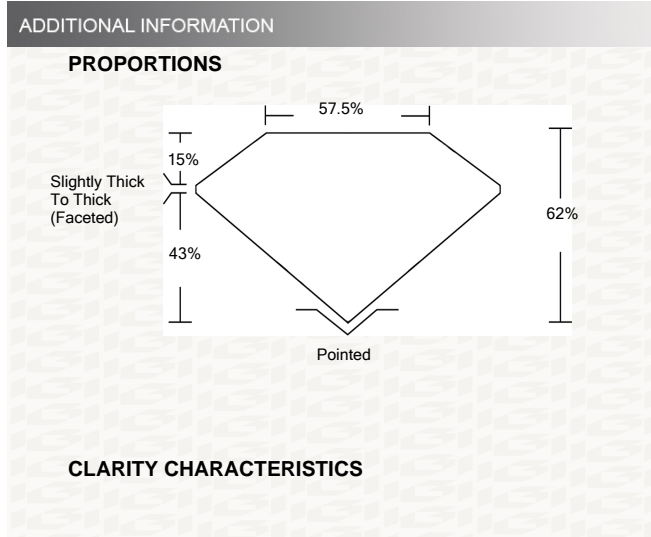 ADDITIONAL INFORMATION
PROPORTIONS
57.5%
15%
Slightly Thick
To Thick
(Faceted)
62%
43%
Pointed
CLARITY CHARACTERISTICS